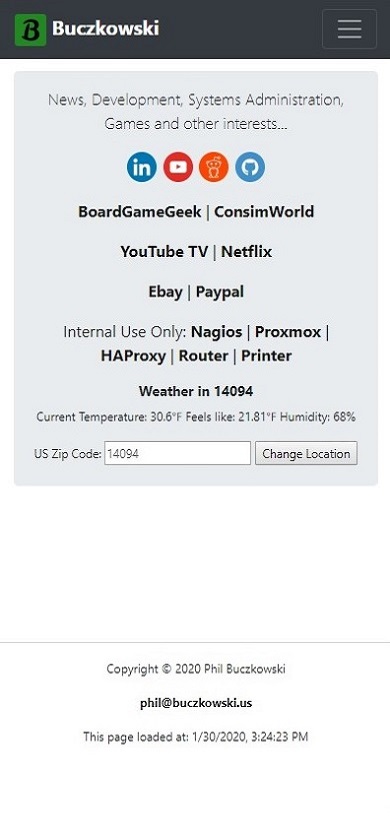 B Buczkowski
News, Development, Systems Administration,
Games and other interests...
in
BoardGameGeek | ConsimWorld
YouTube TV | Netflix
Ebay | Paypal
Internal Use Only: Nagios | Proxmox |
HAProxy | Router | Printer
Weather in 14094
Current Temperature: 30.6°F Feels like: 21.81°F Humidity: 68%
US Zip Code: 14094 Change Location
Copyright © 2020 Phil Buczkowski
phil@buczkowski.us
This page loaded at: 1/30/2020, 3:24:23 PM